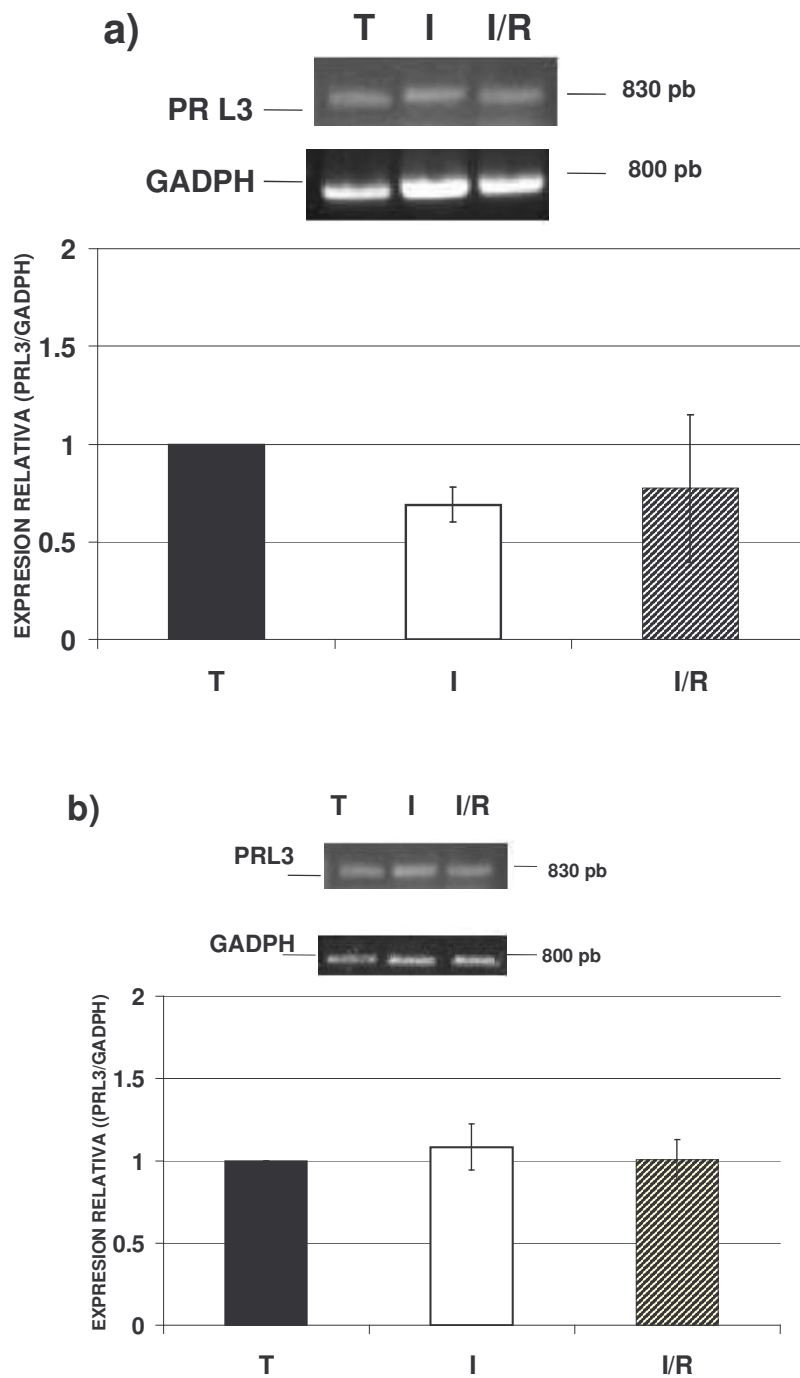 a)
T I I/R
PR L3
830 pb
GADPH
800 pb
EXPRESION RELATIVA (PRL3/GADPH)
2
1.5
1
0.5
0
T I I/R
b)
T I I/R
PRL3
830 pb
GADPH
800 pb
EXPRESION RELATIVA ((PRL3/GADPH)
2
1.5
1
0.5
0
T I I/R